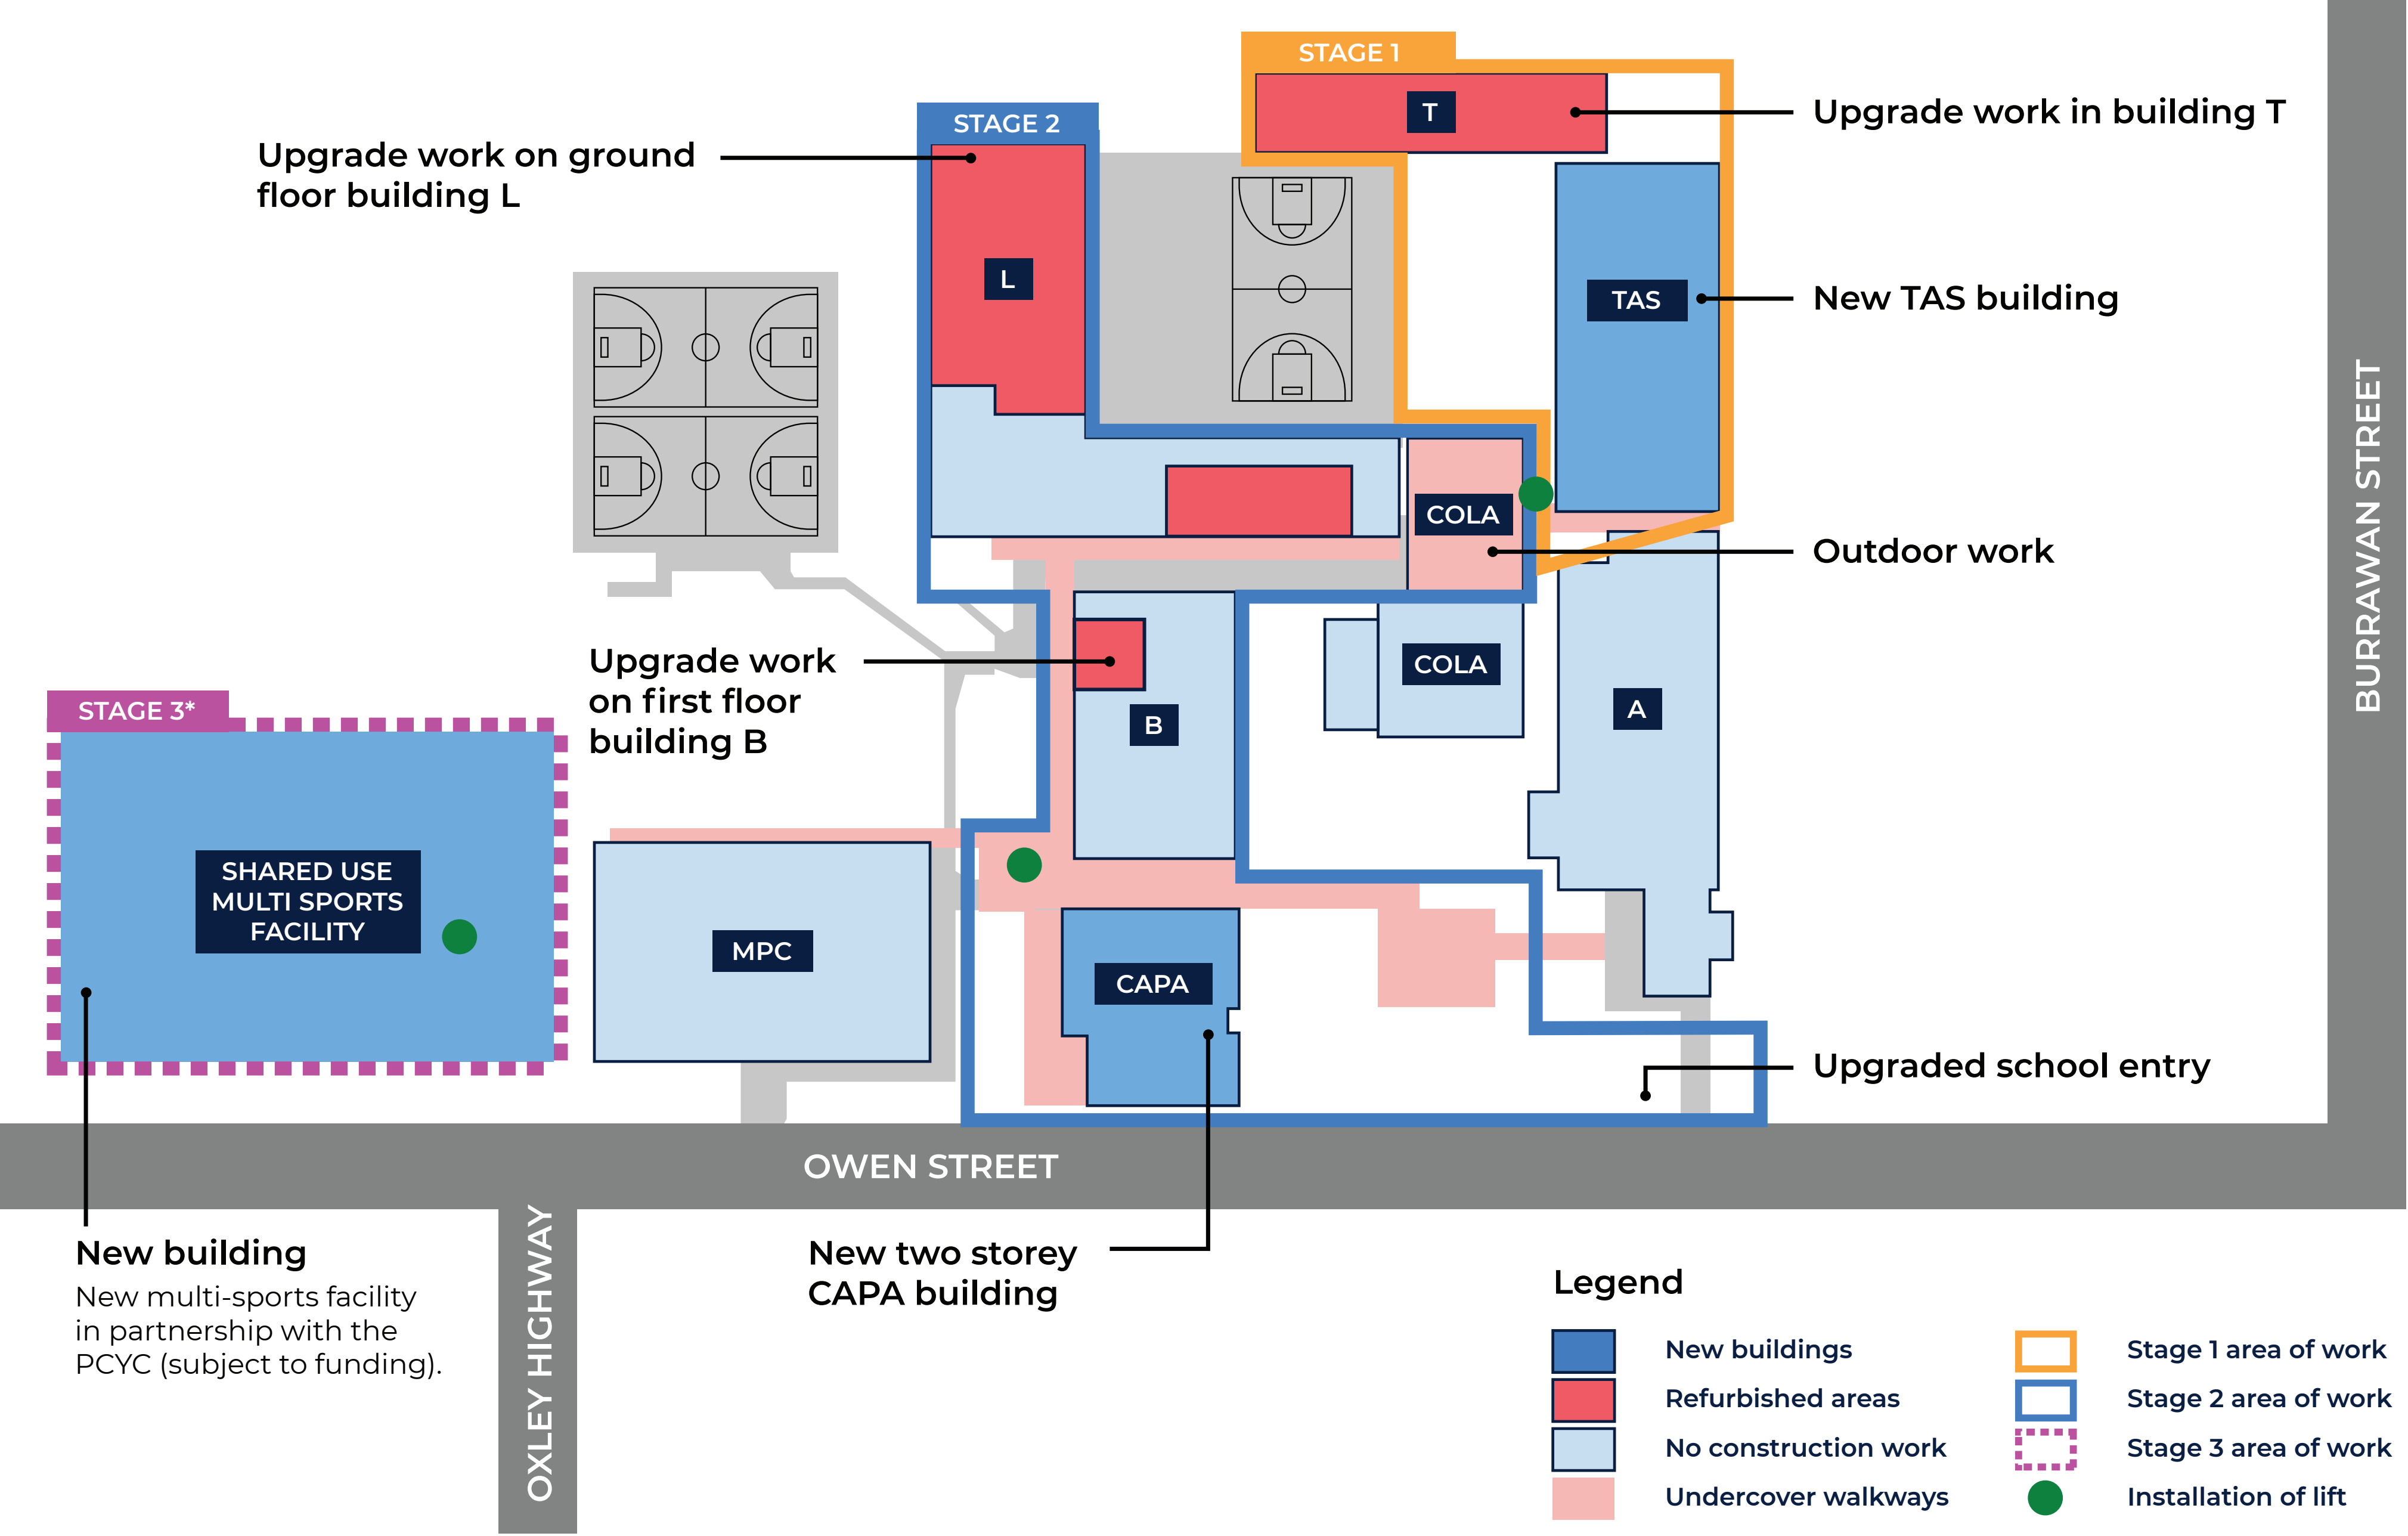 STAGE 1
T
Upgrade work in building T
STAGE 2
Upgrade work on ground
floor building L
L
TAS
New TAS building
COLA
Outdoor work
BURRAWAN STREET
Upgrade work
on first floor
building B
B
COLA
A
STAGE 3*
SHARED USE
MULTI SPORTS
FACILITY
MPC
CAPA
Upgraded school entry
OWEN STREET
OXLEY HIGHWAY
New building
New multi-sports facility
in partnership with the
PCYC (subject to funding).
New two storey
CAPA building
Legend
New buildings
Refurbished areas
No construction work
Undercover walkways
Stage 1 area of work
Stage 2 area of work
Stage 3 area of work
Installation of lift